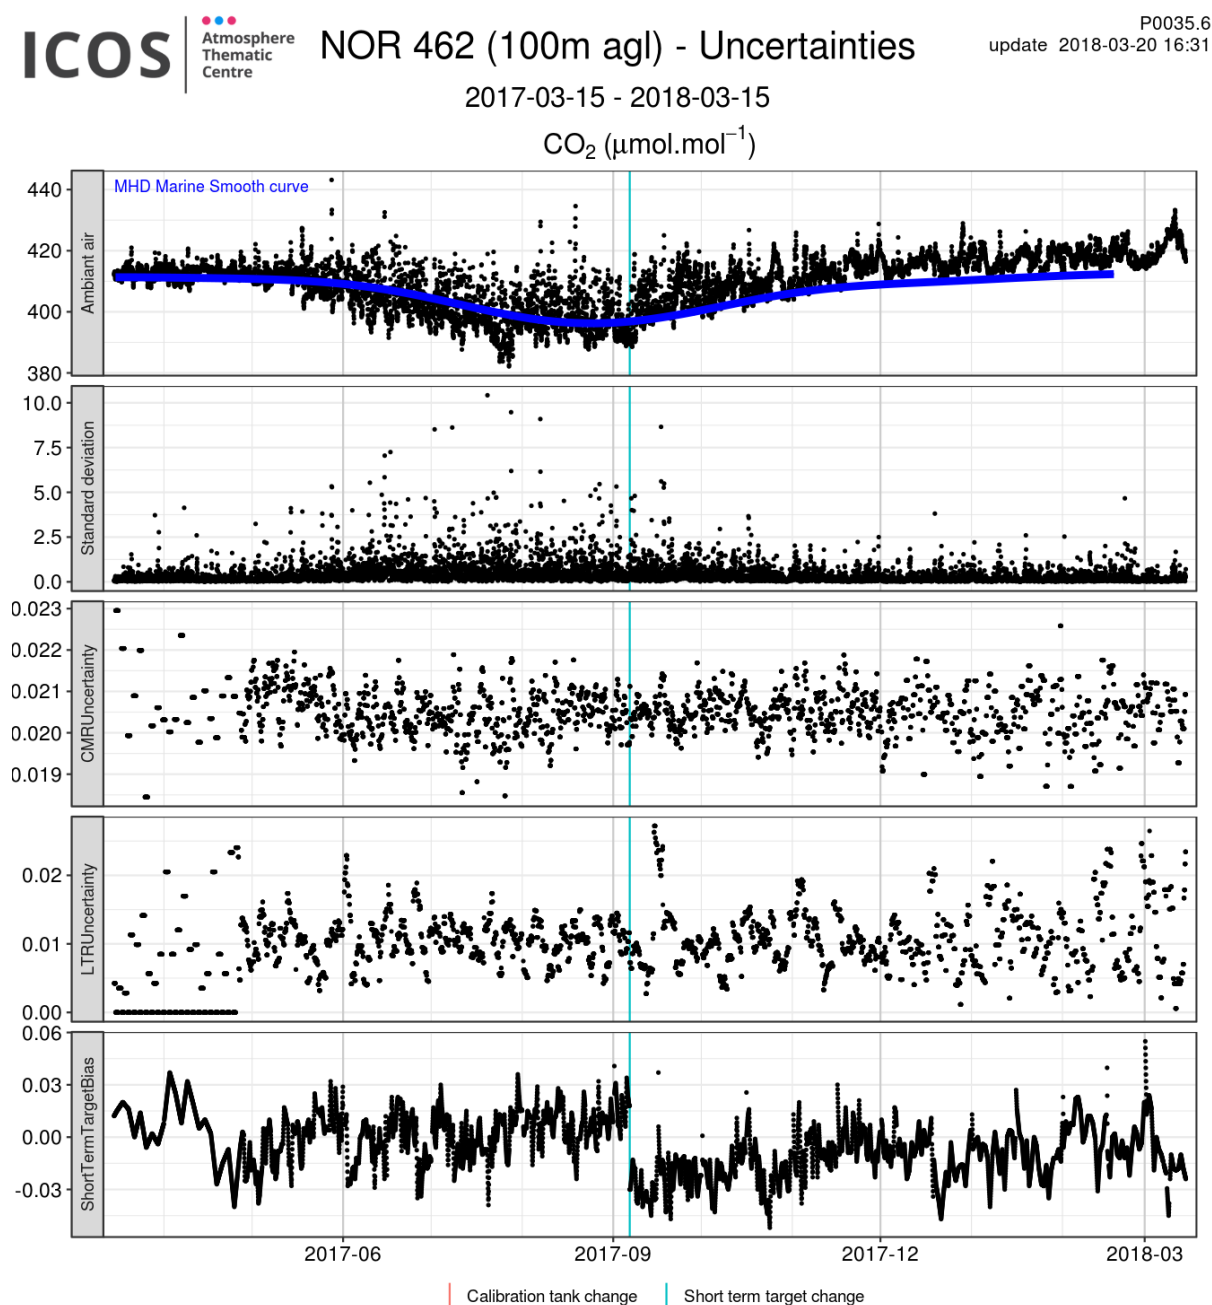 ICOS
Atmosphere
Thematic
Centre
NOR 462 (100m agl) - Uncertainties
P0035.6
update 2018-03-20 16:31
2017-03-15 - 2018-03-15
CO₂ (μmol.mol⁻¹)
MHD Marine Smooth curve
Ambiant air
440
420
400
380
Standard deviation
10.0
7.5
5.0
2.5
0.0
CMRUncertainty
0.023
0.022
0.021
0.020
0.019
LTRUncertainty
0.02
0.01
0.00
ShortTermTargetBias
0.06
0.03
0.00
-0.03
2017-06
2017-09
2017-12
2018-03
Calibration tank change
Short term target change